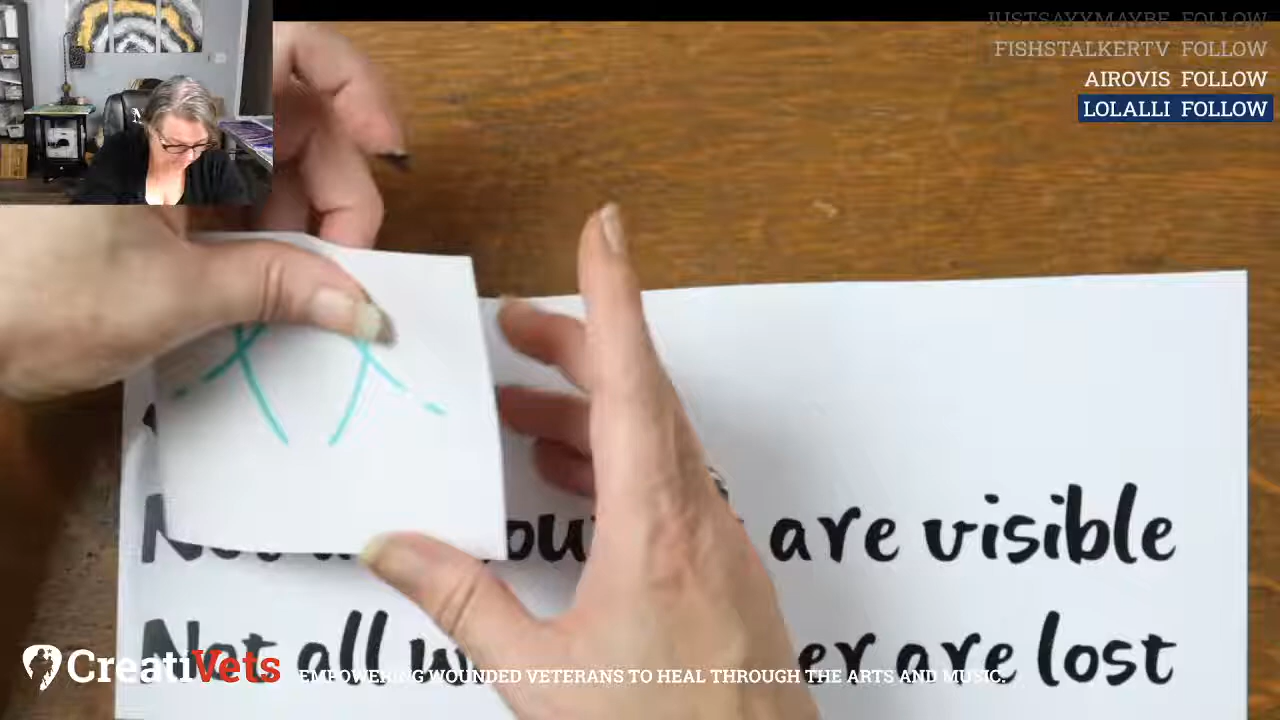 JUSTSAYYMAYBE FOLLOW
FISHSTALKERTV FOLLOW
AIROVIS FOLLOW
LOLALLI FOLLOW
are visible
Not all are lost
CreatiVets EMPOWERING WOUNDED VETERANS TO HEAL THROUGH THE ARTS AND MUSIC.